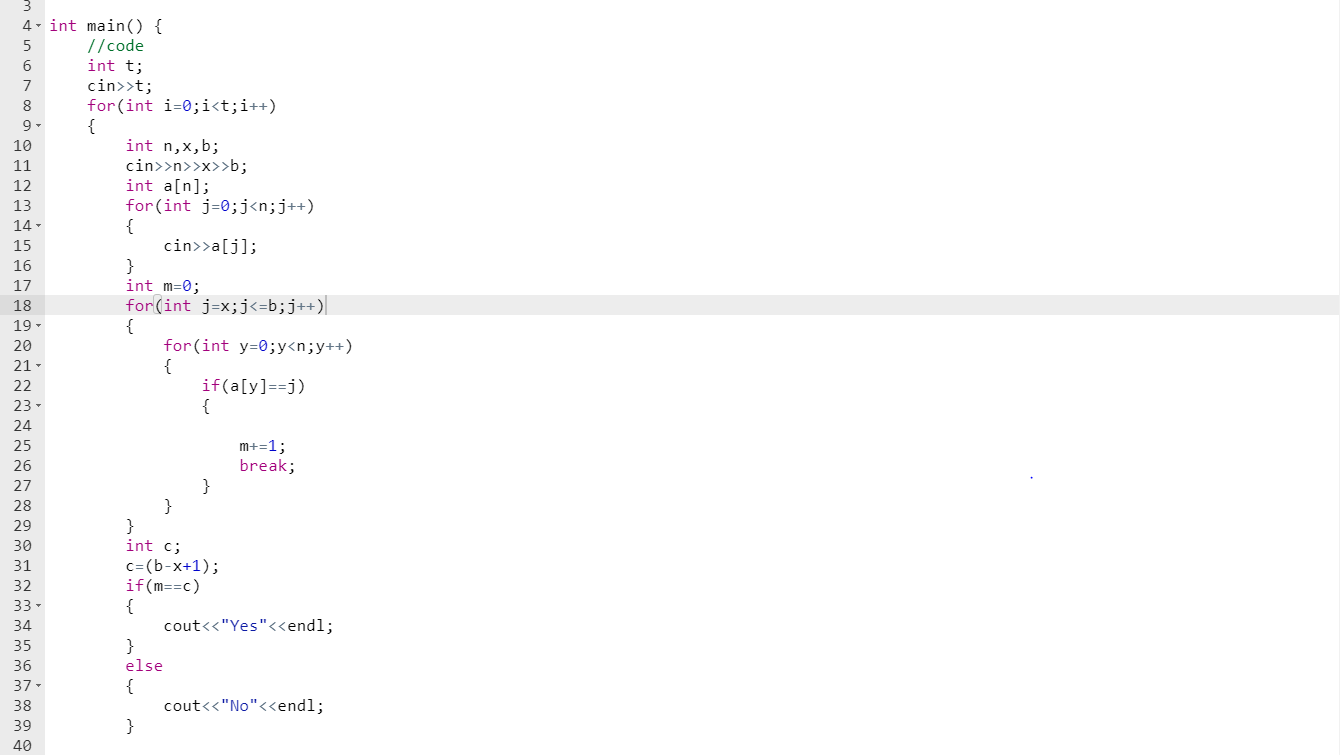 3
4 int main() {
5     //code
6     int t;
7     cin>>t;
8     for(int i=0;i<t;i++)
9     {
10         int n,x,b;
11         cin>>n>>x>>b;
12         int a[n];
13         for(int j=0;j<n;j++)
14         {
15             cin>>a[j];
16         }
17         int m=0;
18         for(int j=x;j<=b;j++)
19         {
20             for(int y=0;y<n;y++)
21             {
22                 if(a[y]==j)
23                 {
24
25                     m+=1;
26                     break;
27                 }
28             }
29         }
30         int c;
31         c=(b-x+1);
32         if(m==c)
33         {
34             cout<<"Yes"<<endl;
35         }
36         else
37         {
38             cout<<"No"<<endl;
39         }
40